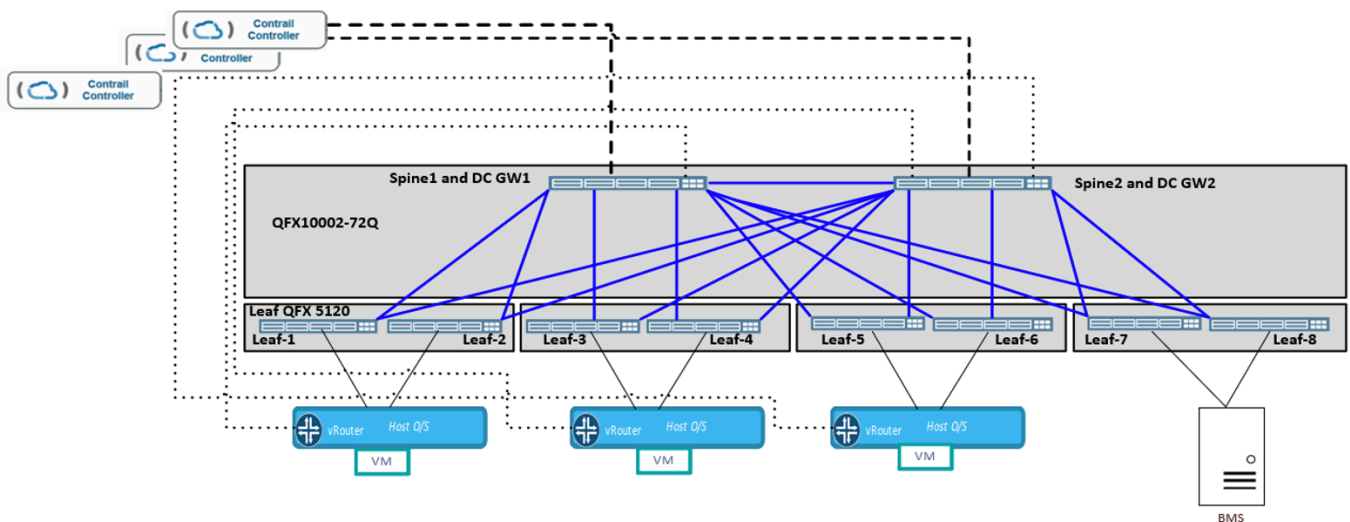 Contrail
Controller
Controller
Contrail
Controller
Spine1 and DC GW1
Spine2 and DC GW2
QFX10002-72Q
Leaf QFX 5120
Leaf-1
Leaf-2
Leaf-3
Leaf-4
Leaf-5
Leaf-6
Leaf-7
Leaf-8
vRouter
Host O/S
vRouter
Host O/S
vRouter
Host O/S
VM
VM
VM
BMS